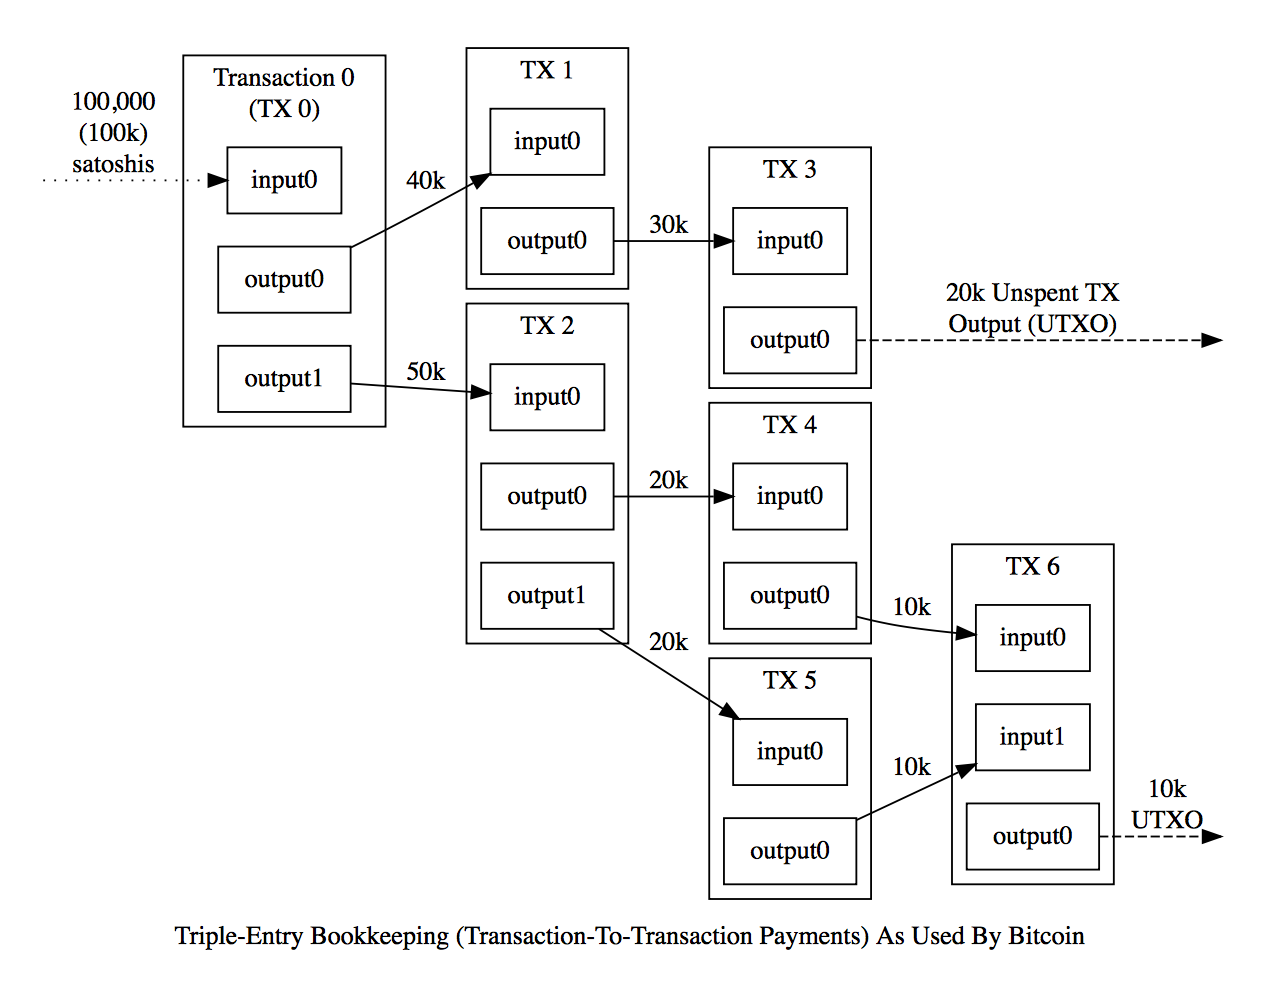 100,000
(100k)
satoshis
Transaction 0
(TX 0)
input0
output0
output1
40k
50k
TX 1
input0
output0
30k
TX 2
input0
output0
output1
20k
20k
TX 3
input0
output0
20k Unspent TX
Output (UTXO)
TX 4
input0
output0
10k
TX 5
input0
output0
10k
TX 6
input0
input1
output0
10k
UTXO
Triple-Entry Bookkeeping (Transaction-To-Transaction Payments) As Used By Bitcoin